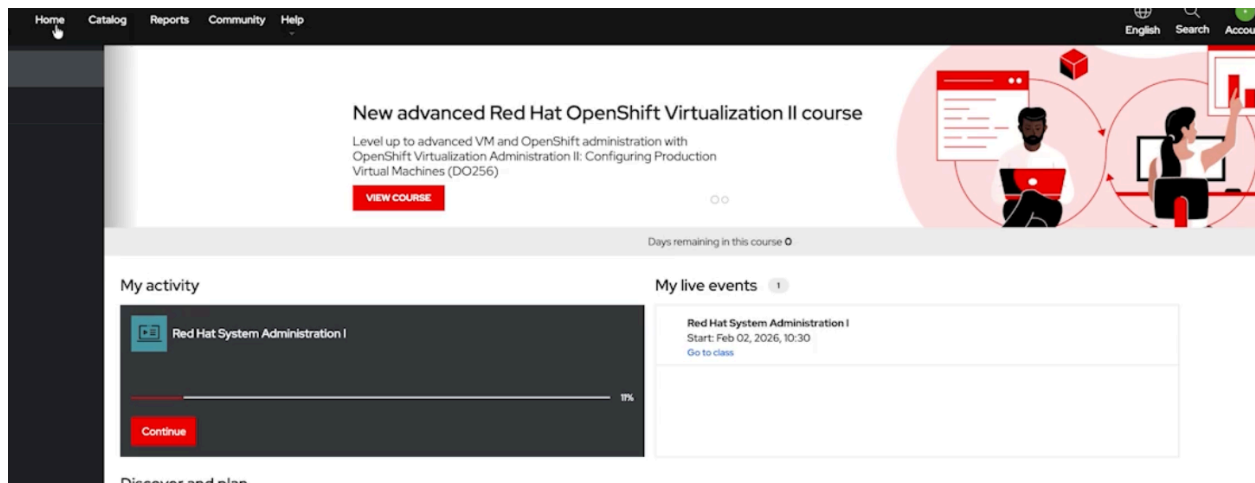 Home Catalog Reports Community Help
English Search
New advanced Red Hat OpenShift Virtualization II course
Level up to advanced VM and OpenShift administration with
OpenShift Virtualization Administration II: Configuring Production
Virtual Machines (DO256)
VIEW COURSE
Days remaining in this course 0
My activity
Red Hat System Administration I
11%
Continue
My live events 1
Red Hat System Administration I
Start: Feb 02, 2026, 10:30
Go to class
Discover and plan